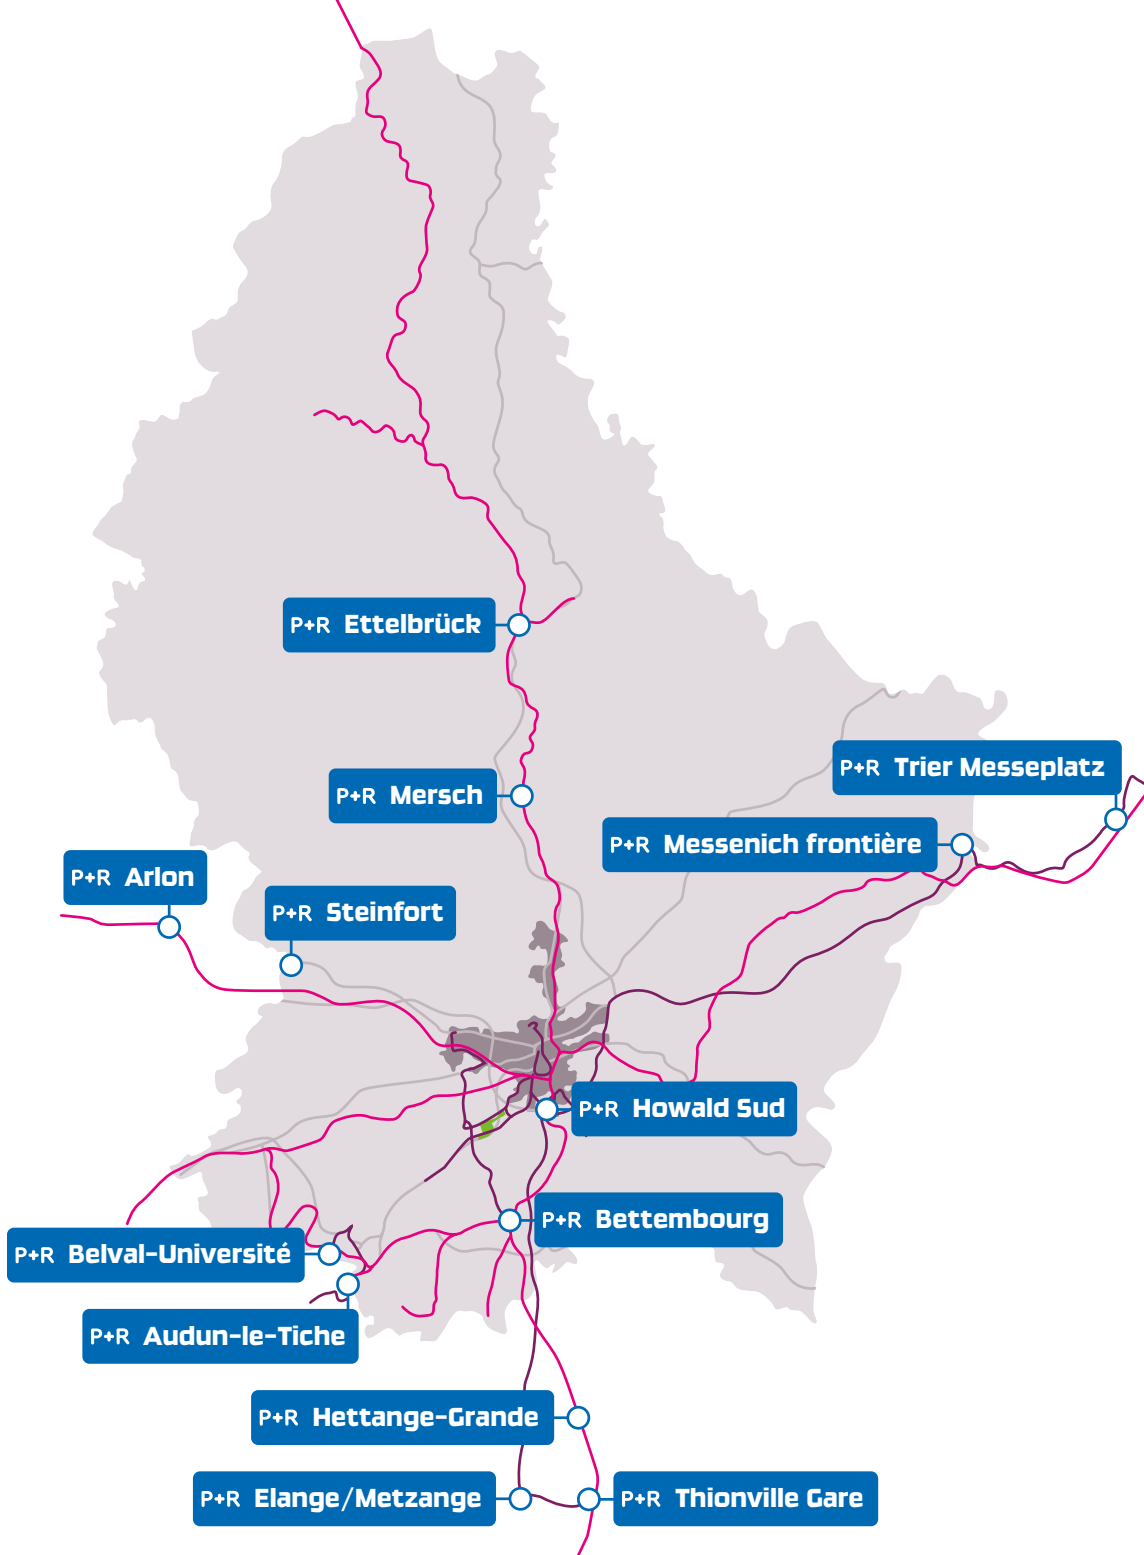 P+R Ettelbrück
P+R Trier Messeplatz
P+R Mersch
P+R Messenich frontière
P+R Arlon
P+R Steinfort
P+R Howald Sud
P+R Bettembourg
P+R Belval-Université
P+R Audun-le-Tiche
P+R Hettange-Grande
P+R Elange/Metzange
P+R Thionville Gare